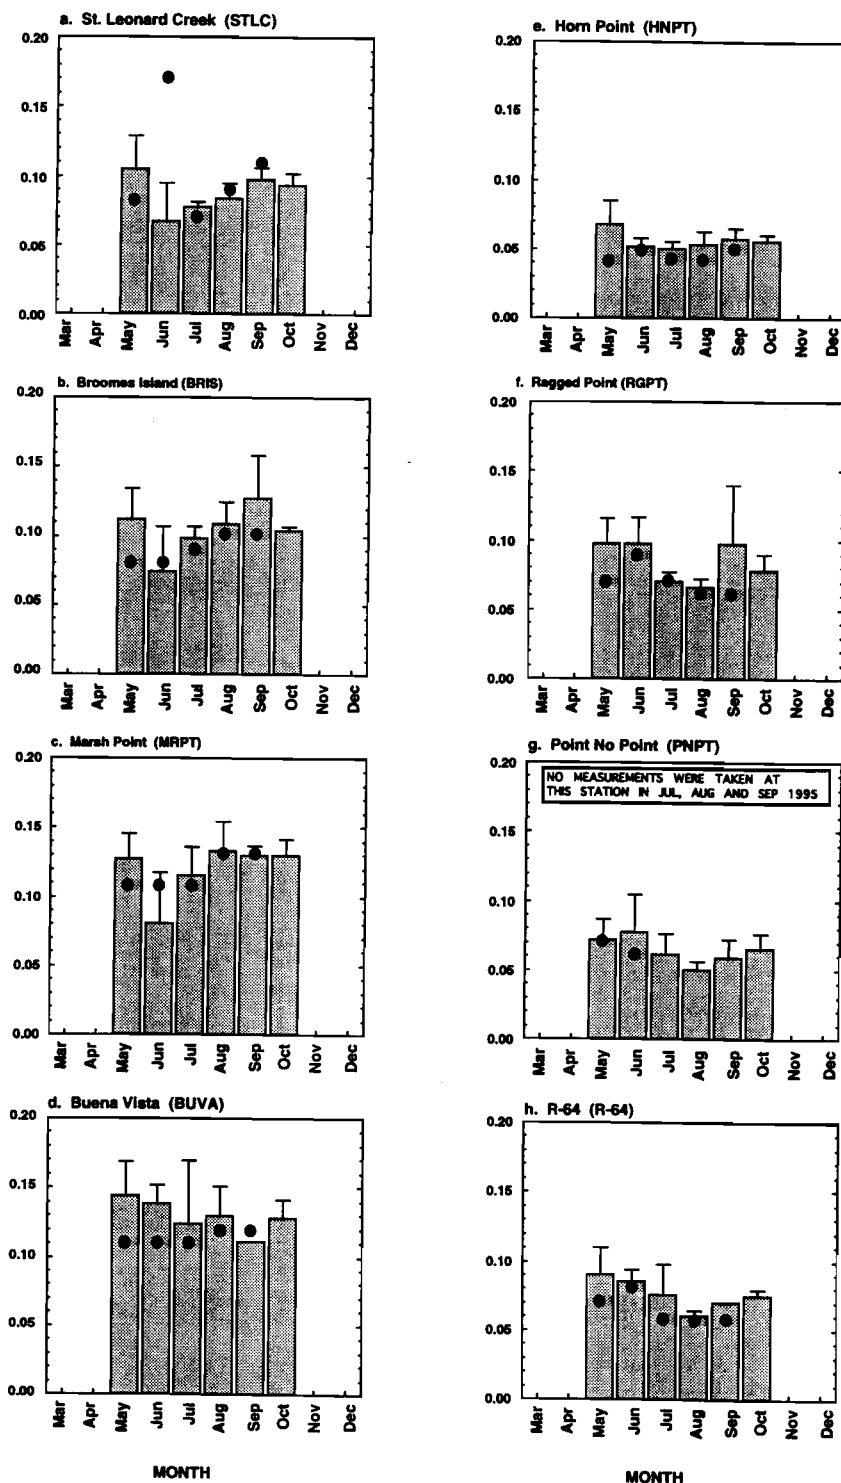 a. St. Leonard Creek (STLC)
0.20
0.15
0.10
0.05
0.00
Mar Apr May Jun Jul Aug Sep Oct Nov Dec
b. Broomes Island (BRIS)
0.20
0.15
0.10
0.05
0.00
Mar Apr May Jun Jul Aug Sep Oct Nov Dec
c. Marsh Point (MRPT)
0.20
0.15
0.10
0.05
0.00
Mar Apr May Jun Jul Aug Sep Oct Nov Dec
d. Buena Vista (BUVA)
0.20
0.15
0.10
0.05
0.00
Mar Apr May Jun Jul Aug Sep Oct Nov Dec
MONTH
e. Horn Point (HNPT)
0.20
0.15
0.10
0.05
0.00
Mar Apr May Jun Jul Aug Sep Oct Nov Dec
f. Ragged Point (RGPT)
0.20
0.15
0.10
0.05
0.00
Mar Apr May Jun Jul Aug Sep Oct Nov Dec
g. Point No Point (PNPT)
NO MEASUREMENTS WERE TAKEN AT
THIS STATION IN JUL, AUG AND SEP 1995
0.20
0.15
0.10
0.05
0.00
Mar Apr May Jun Jul Aug Sep Oct Nov Dec
h. R-64 (R-64)
0.20
0.15
0.10
0.05
0.00
Mar Apr May Jun Jul Aug Sep Oct Nov Dec
MONTH